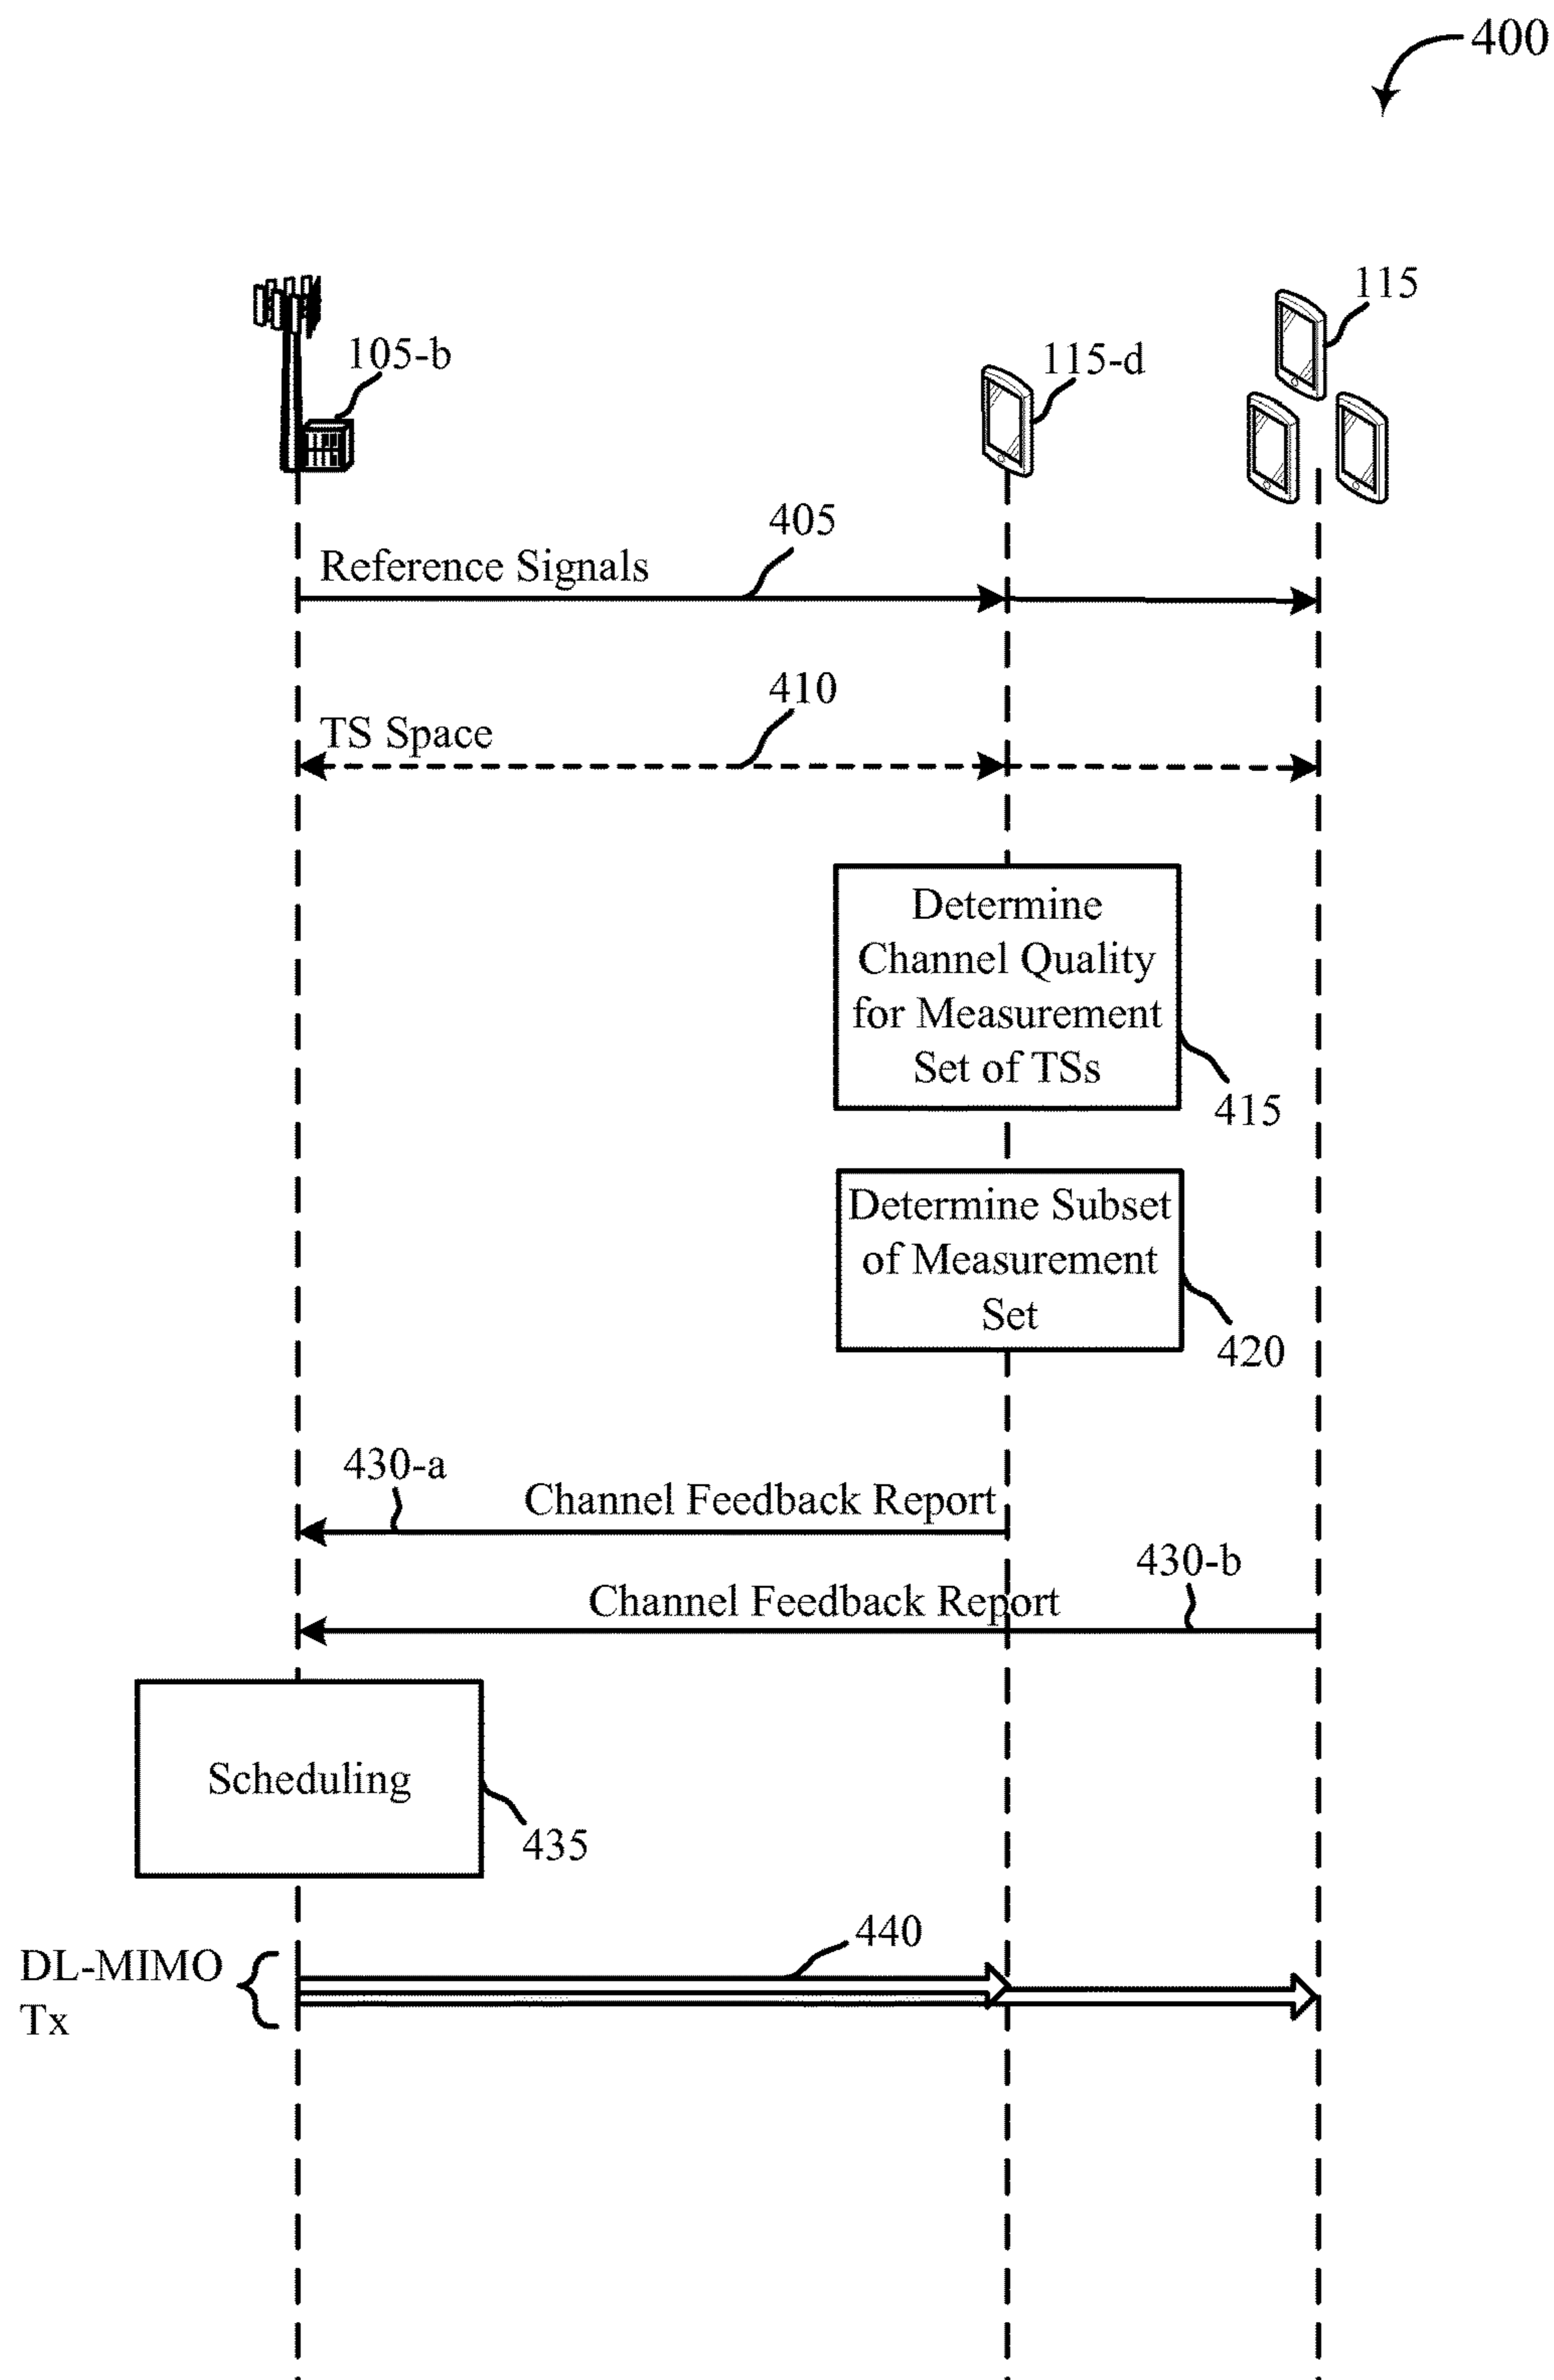 400
115
105-b
115-d
405
Reference Signals
410
TS Space
Determine
Channel Quality
for Measurement
Set of TSs
415
Determine Subset
of Measurement
Set
420
430-a
Channel Feedback Report
430-b
Channel Feedback Report
Scheduling
435
440
DL-MIMO
Tx